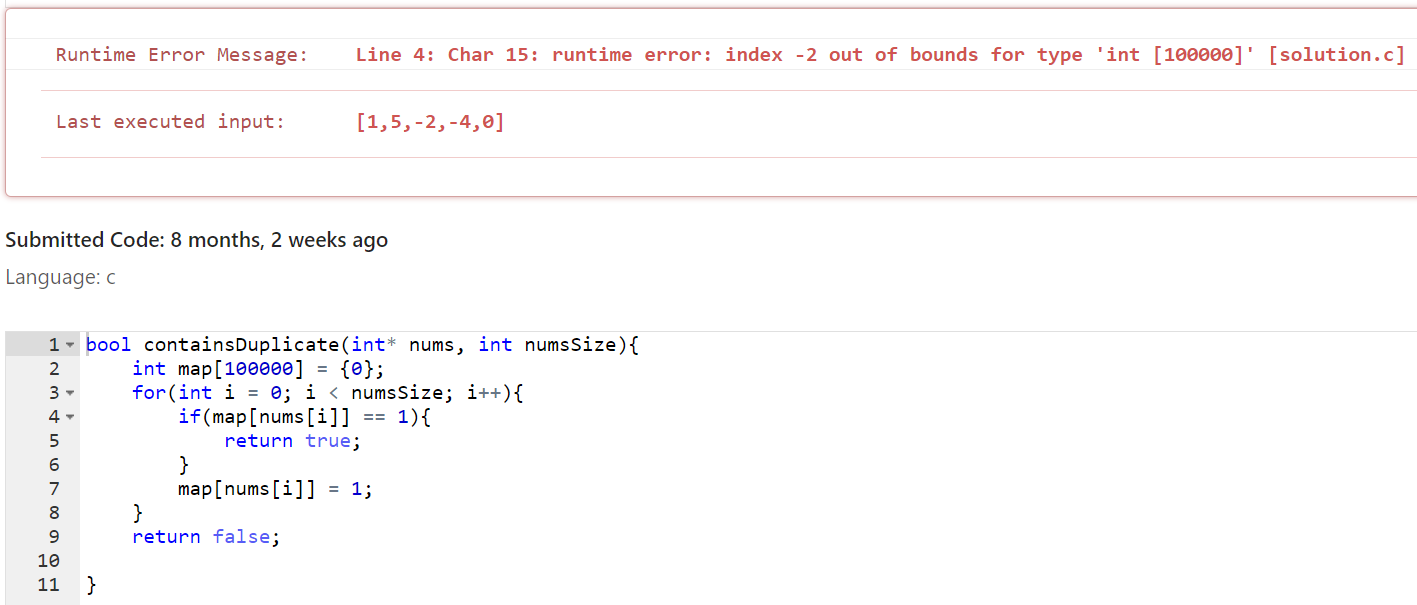 Runtime Error Message: Line 4: Char 15: runtime error: index -2 out of bounds for type 'int [100000]' [solution.c]
Last executed input: [1,5,-2,-4,0]
Submitted Code: 8 months, 2 weeks ago
Language: c
1 bool containsDuplicate(int* nums, int numsSize){
2     int map[100000] = {0};
3     for(int i = 0; i < numsSize; i++){
4         if(map[nums[i]] == 1){
5             return true;
6         }
7         map[nums[i]] = 1;
8     }
9     return false;
10
11 }